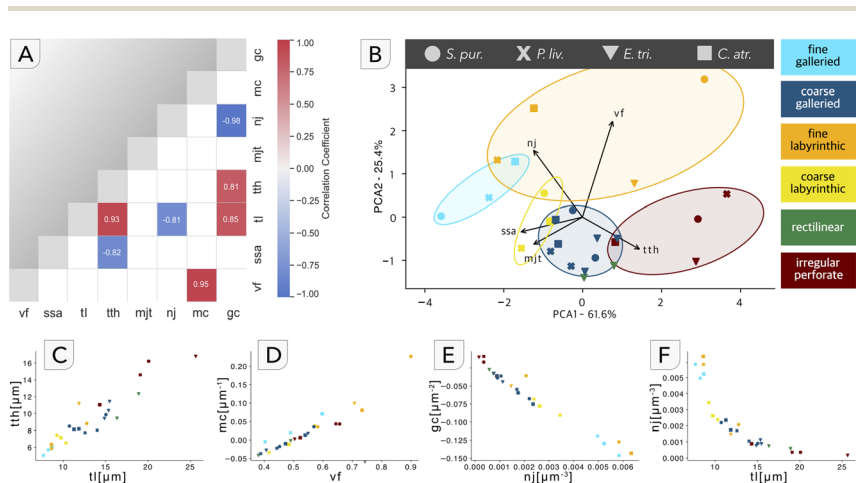 A
gc
mc
nj
mjt
tth
tl
ssa
vf
-0.98
0.81
0.93
-0.81
0.85
-0.82
0.95
vf ssa tl tth mjt nj mc gc
1.00
0.75
0.50
0.25
0.00
−0.25
−0.50
−0.75
−1.00
Correlation Coefficient
B
S. pur. P. liv. E. tri. C. atr.
3
2
1
0
−1
PCA2 - 25.4%
vf
nj
ssa
mjt
tth
−4 −2 0 2 4
PCA1 - 61.6%
fine
galleried
coarse
galleried
fine
labyrinthic
coarse
labyrinthic
rectilinear
irregular
perforate
C
16
14
12
10
8
6
tth[µm]
10 15 20 25
tl[µm]
D
0.20
0.15
0.10
0.05
0.00
−0.05
mc[µm⁻¹]
0.4 0.5 0.6 0.7 0.8 0.9
vf
E
−0.050
−0.075
−0.100
−0.125
−0.150
gc[µm⁻²]
0.000 0.001 0.002 0.003 0.004 0.005 0.006
nj[µm⁻³]
F
0.006
0.005
0.004
0.003
0.002
0.001
0.000
nj[µm⁻³]
10 15 20 25
tl[µm]